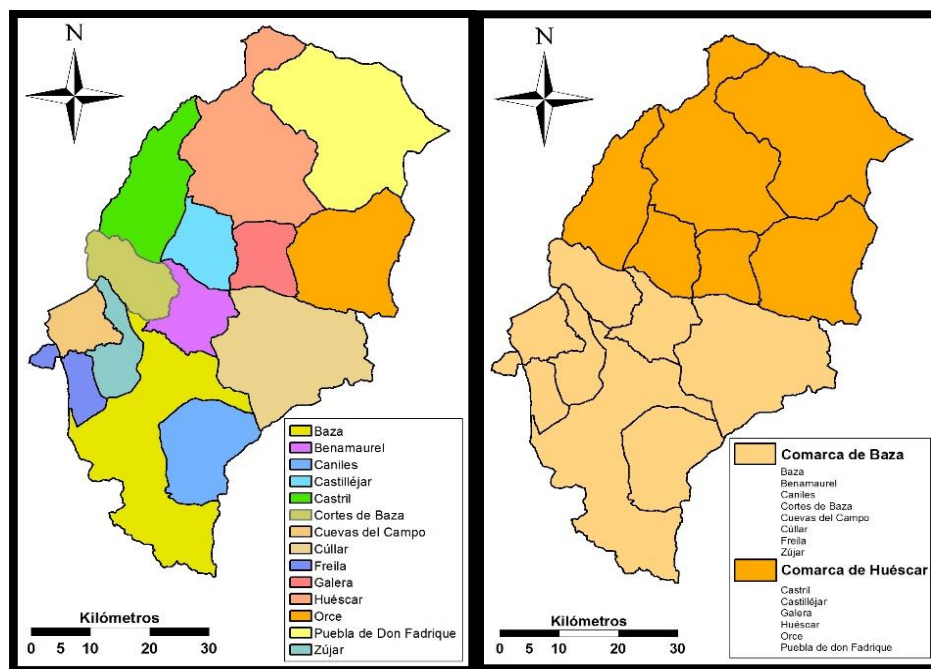 N
Baza
Benamaurel
Caniles
Castilléjar
Castril
Cortes de Baza
Cuevas del Campo
Cúllar
Freila
Galera
Huéscar
Orce
Puebla de Don Fadrique
Zújar
Kilómetros
0 5 10 20 30
N
Comarca de Baza
Baza
Benamaurel
Caniles
Cortes de Baza
Cuevas del Campo
Cúllar
Freila
Zújar
Comarca de Huéscar
Castril
Castilléjar
Galera
Huéscar
Orce
Puebla de don Fadrique
Kilómetros
0 5 10 20 30